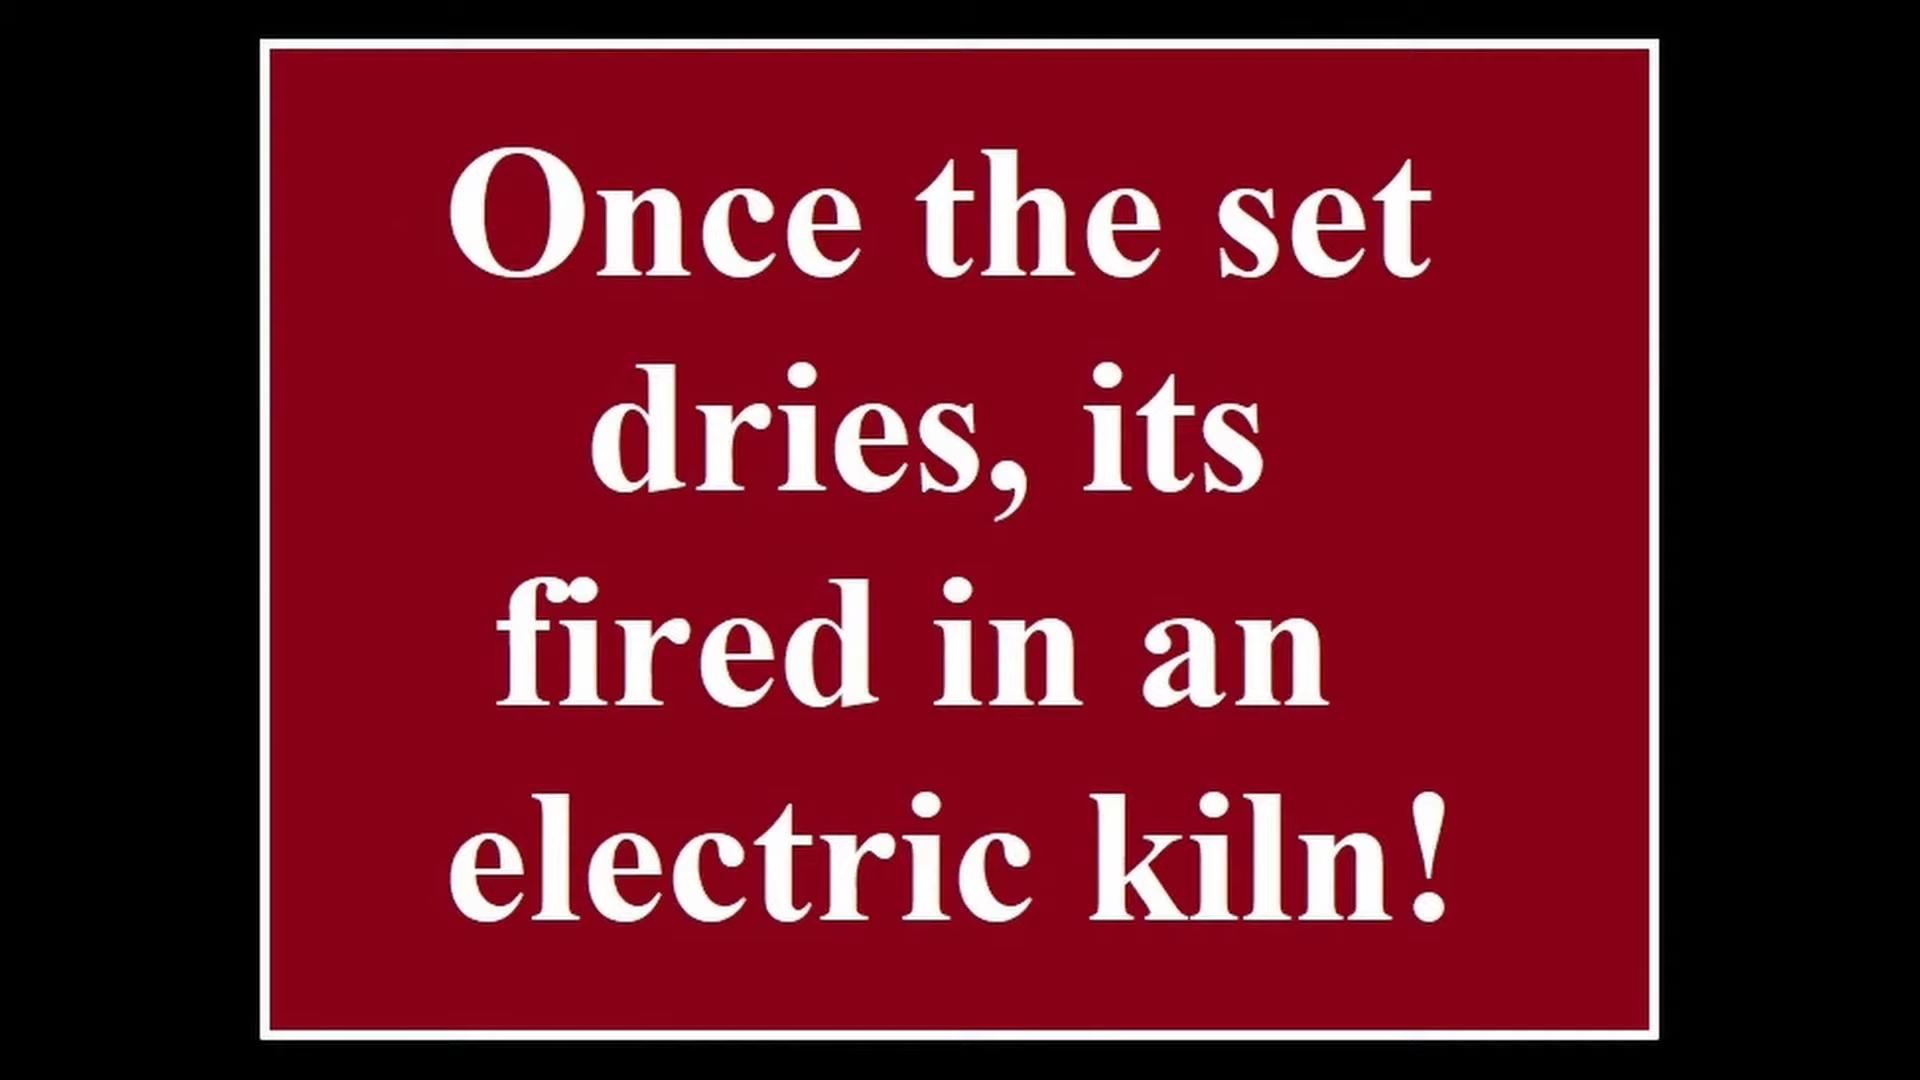 Once the set
dries, its
fired in an
electric kiln!